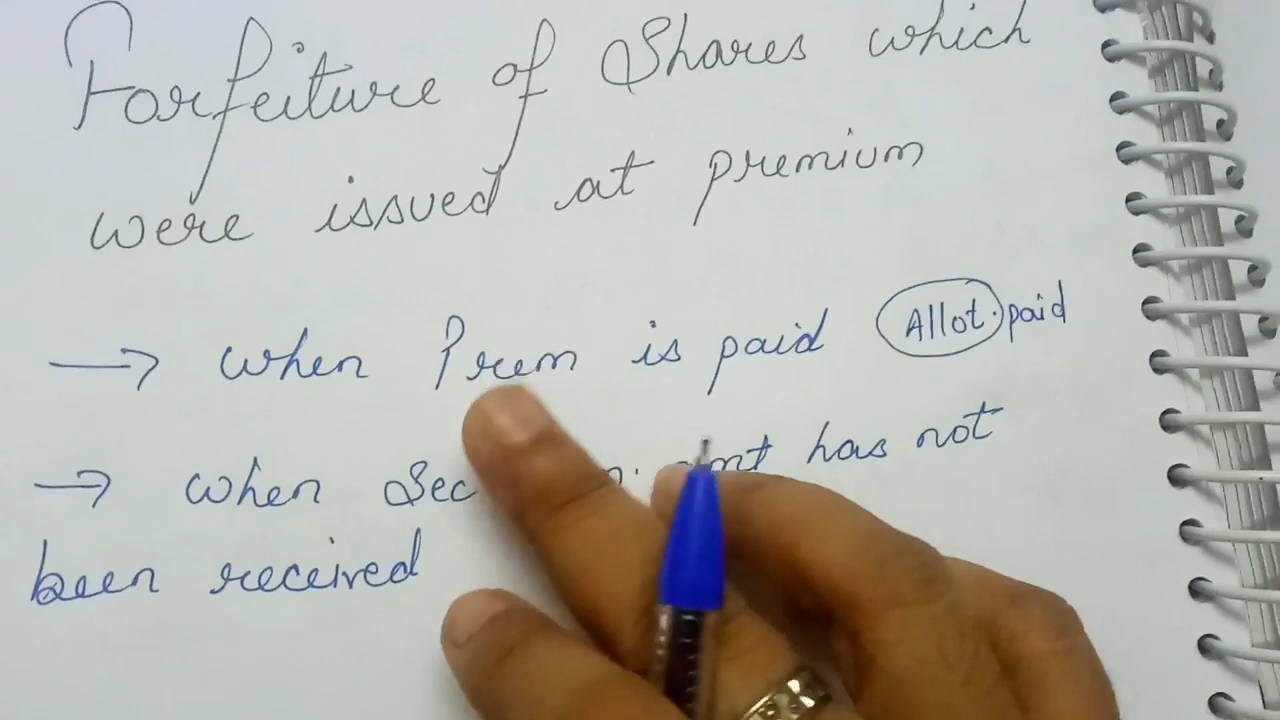 Forfeiture of Shares which
were issued at premium
→ when Prem is paid Allot. paid
→ when Sec has not
been received